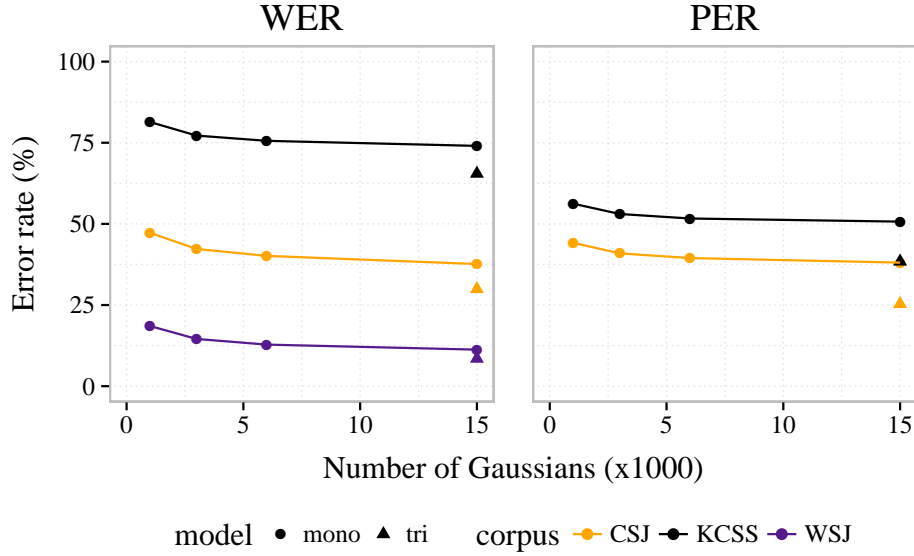 WER PER
Error rate (%)
100
75
50
25
0
0 5 10 15 0 5 10 15
Number of Gaussians (x1000)
model mono tri corpus CSJ KCSS WSJ